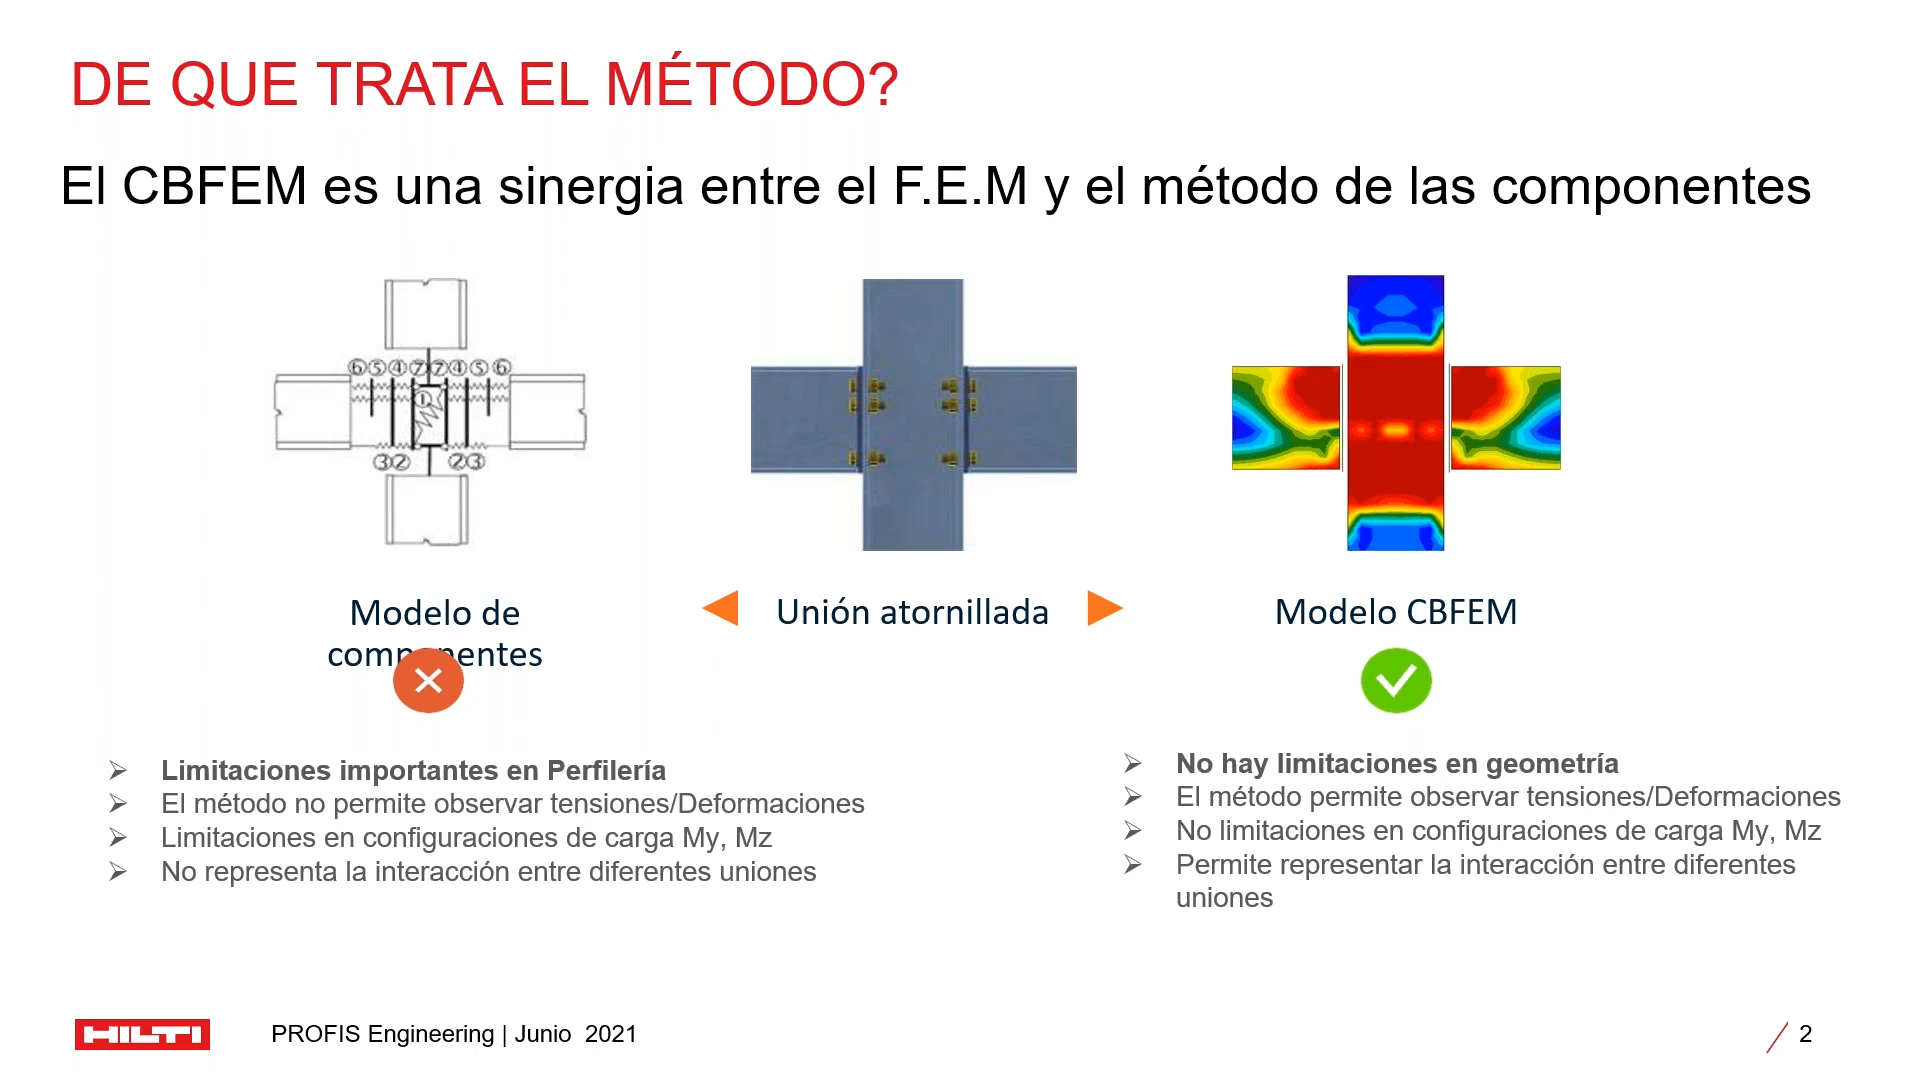 DE QUE TRATA EL MÉTODO?
El CBFEM es una sinergia entre el F.E.M y el método de las componentes
⑥⑤④⑦⑦④⑤⑥
①
③② ②③
Modelo de
componentes
Unión atornillada
Modelo CBFEM
Limitaciones importantes en Perfilería
El método no permite observar tensiones/Deformaciones
Limitaciones en configuraciones de carga My, Mz
No representa la interacción entre diferentes uniones
No hay limitaciones en geometría
El método permite observar tensiones/Deformaciones
No limitaciones en configuraciones de carga My, Mz
Permite representar la interacción entre diferentes
uniones
HILTI
PROFIS Engineering | Junio 2021
2